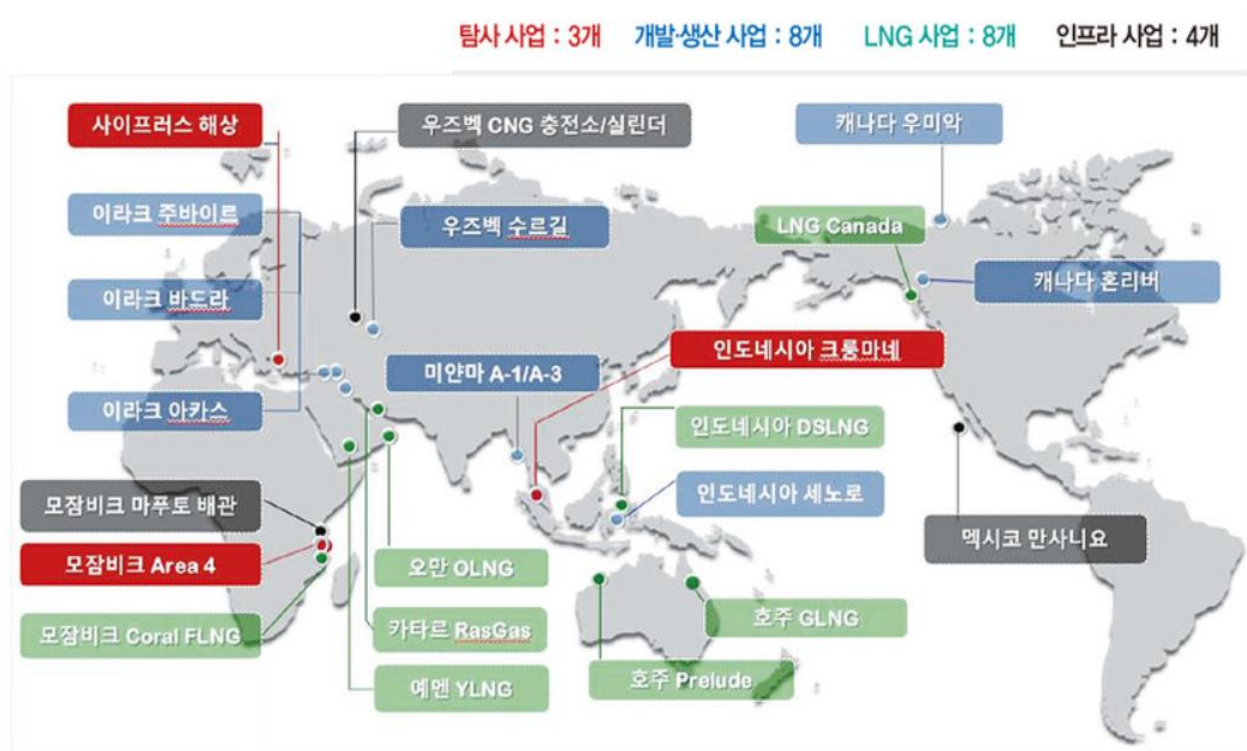 탐사 사업 : 3개 개발·생산 사업 : 8개 LNG 사업 : 8개 인프라 사업 : 4개
사이프러스 해상
우즈벡 CNG 충전소/실린더
캐나다 우미악
이라크 주바이르
우즈벡 수르길
LNG Canada
이라크 바드라
캐나다 혼리버
인도네시아 크룽마네
미얀마 A-1/A-3
이라크 아카스
인도네시아 DSLNG
모잠비크 마푸토 배관
인도네시아 세노로
멕시코 만사니요
모잠비크 Area 4
오만 OLNG
모잠비크 Coral FLNG
카타르 RasGas
호주 GLNG
예멘 YLNG
호주 Prelude